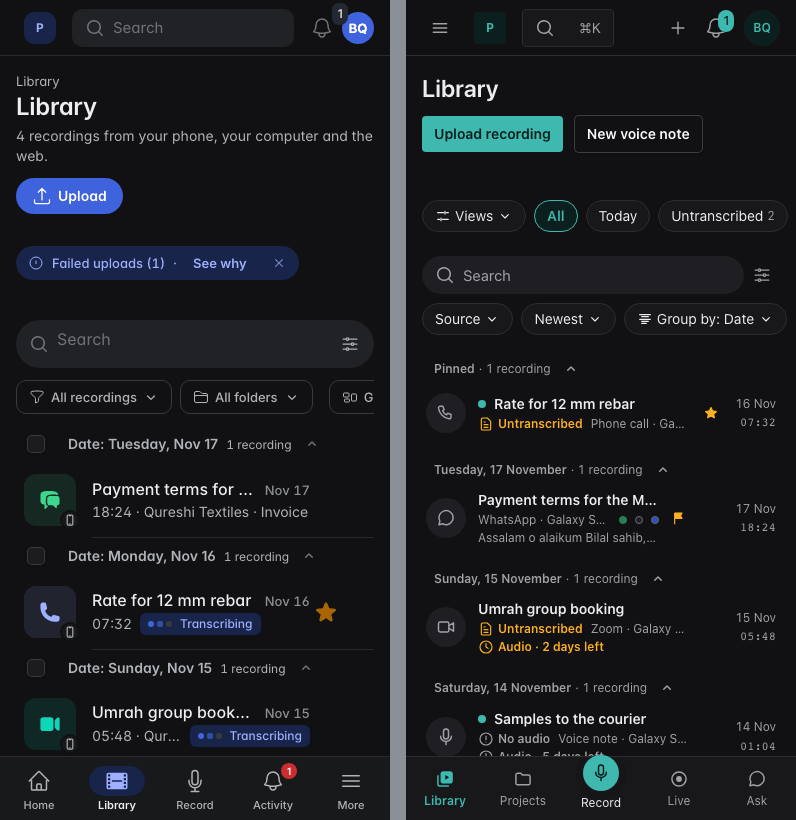 P
Search
1
BQ
Library
Library
4 recordings from your phone, your computer and the
web.
Upload
Failed uploads (1) · See why
Search
All recordings
All folders
G
Date: Tuesday, Nov 17 1 recording
Payment terms for ... Nov 17
18:24 · Qureshi Textiles · Invoice
Date: Monday, Nov 16 1 recording
Rate for 12 mm rebar Nov 16
07:32 Transcribing
Date: Sunday, Nov 15 1 recording
Umrah group book... Nov 15
05:48 · Qur... Transcribing
1
Home Library Record Activity More
P
⌘K
1
BQ
Library
Upload recording
New voice note
Views
All
Today
Untranscribed 2
Search
Source
Newest
Group by: Date
Pinned · 1 recording
Rate for 12 mm rebar 16 Nov
Untranscribed Phone call · Ga... 07:32
Tuesday, 17 November · 1 recording
Payment terms for the M... 17 Nov
WhatsApp · Galaxy S... 18:24
Assalam o alaikum Bilal sahib,...
Sunday, 15 November · 1 recording
Umrah group booking 15 Nov
Untranscribed Zoom · Galaxy ... 05:48
Audio · 2 days left
Saturday, 14 November · 1 recording
Samples to the courier 14 Nov
No audio Voice note · Galaxy S... 01:04
Audio · 5 days left
Library Projects Record Live Ask